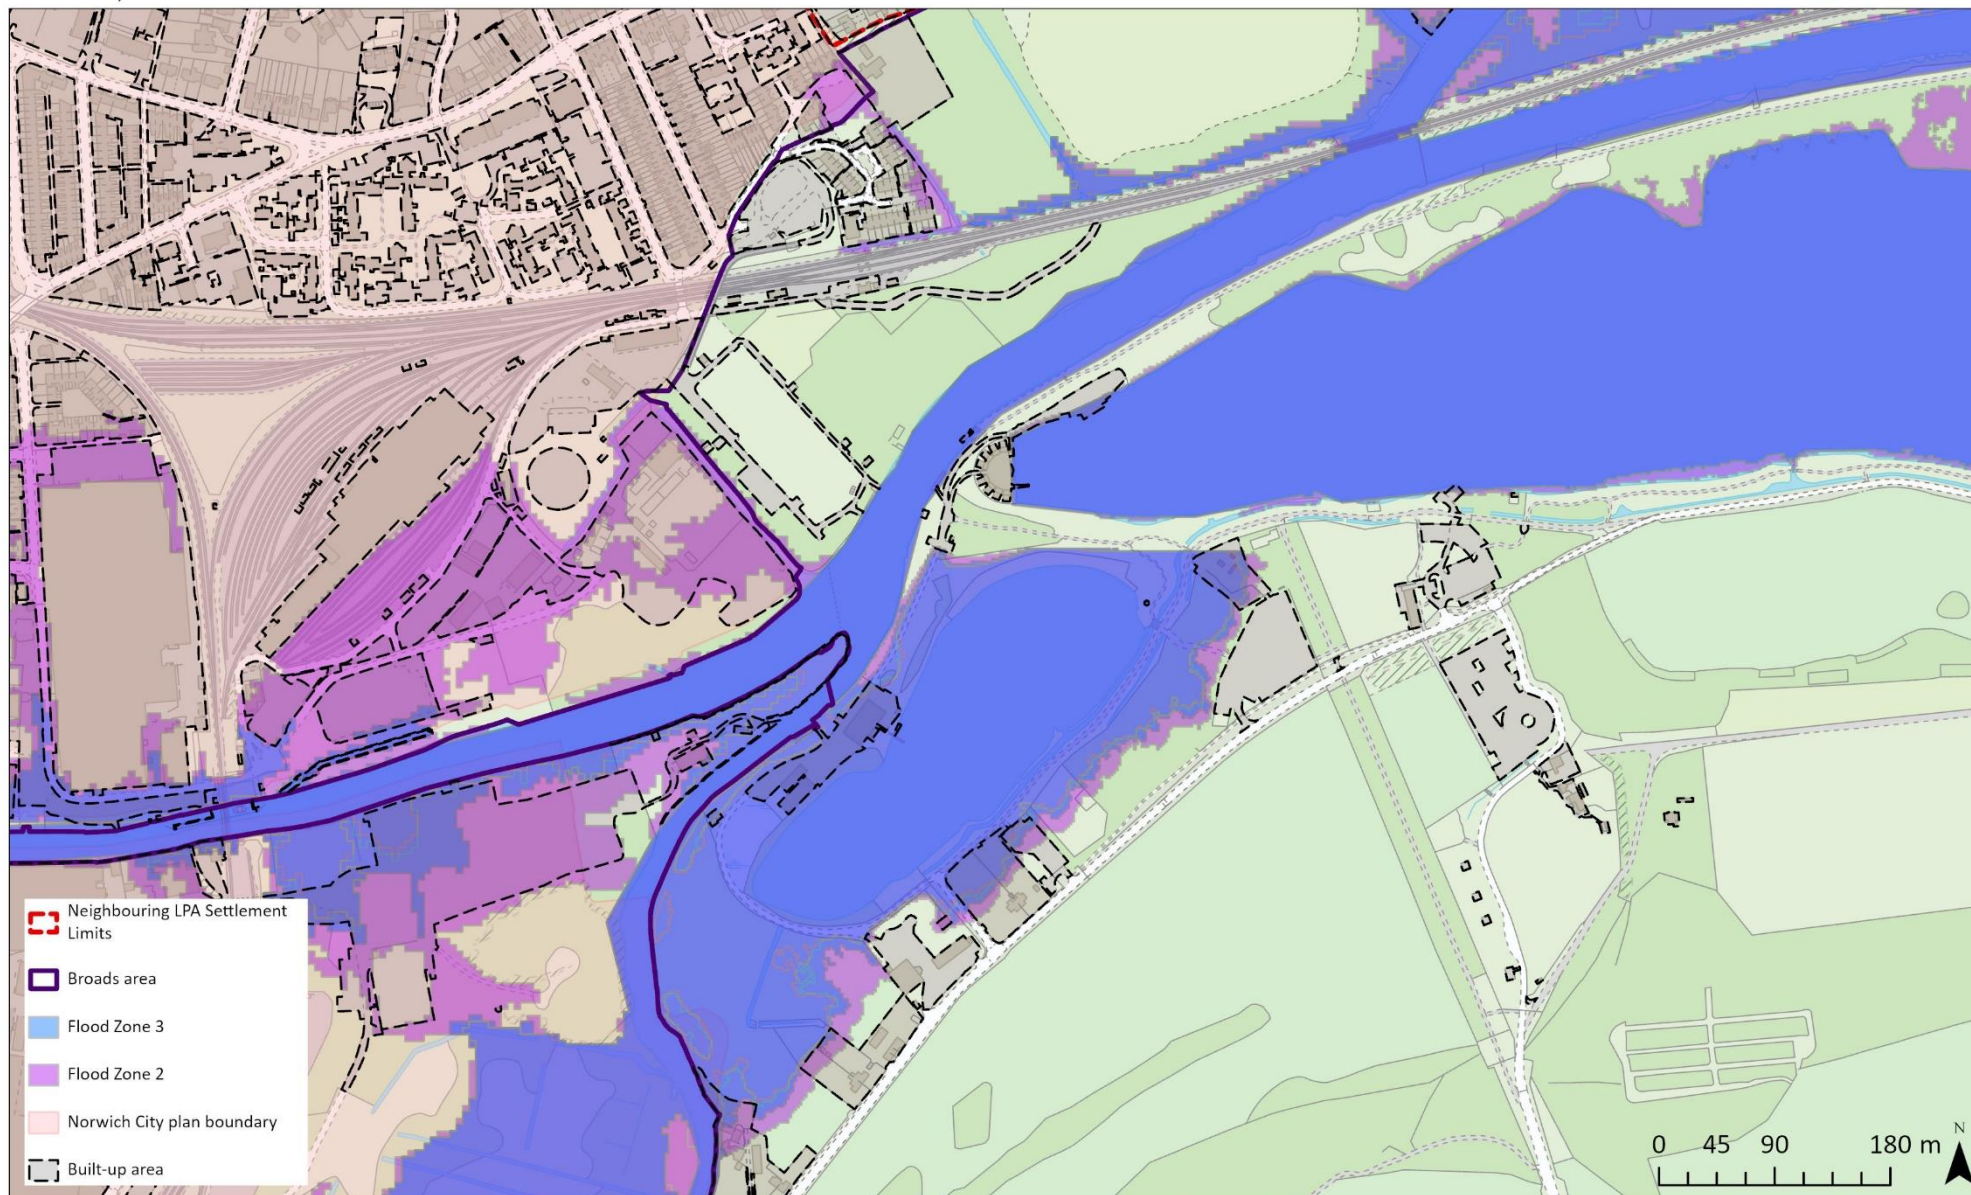 Neighbouring LPA Settlement
Limits
Broads area
Flood Zone 3
Flood Zone 2
Norwich City plan boundary
Built-up area
0 45 90 180 m
N